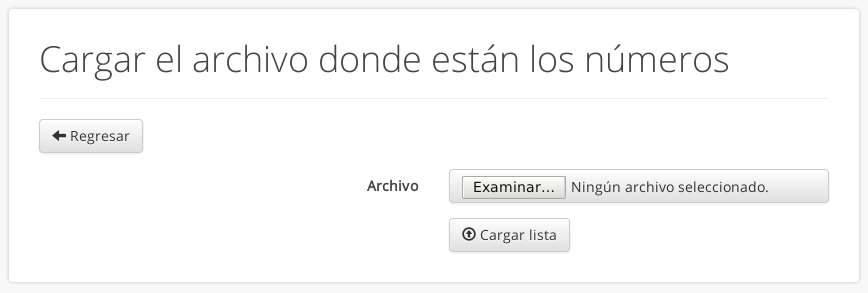 Cargar el archivo donde están los números
Regresar
Archivo
Examinar... Ningún archivo seleccionado.
Cargar lista